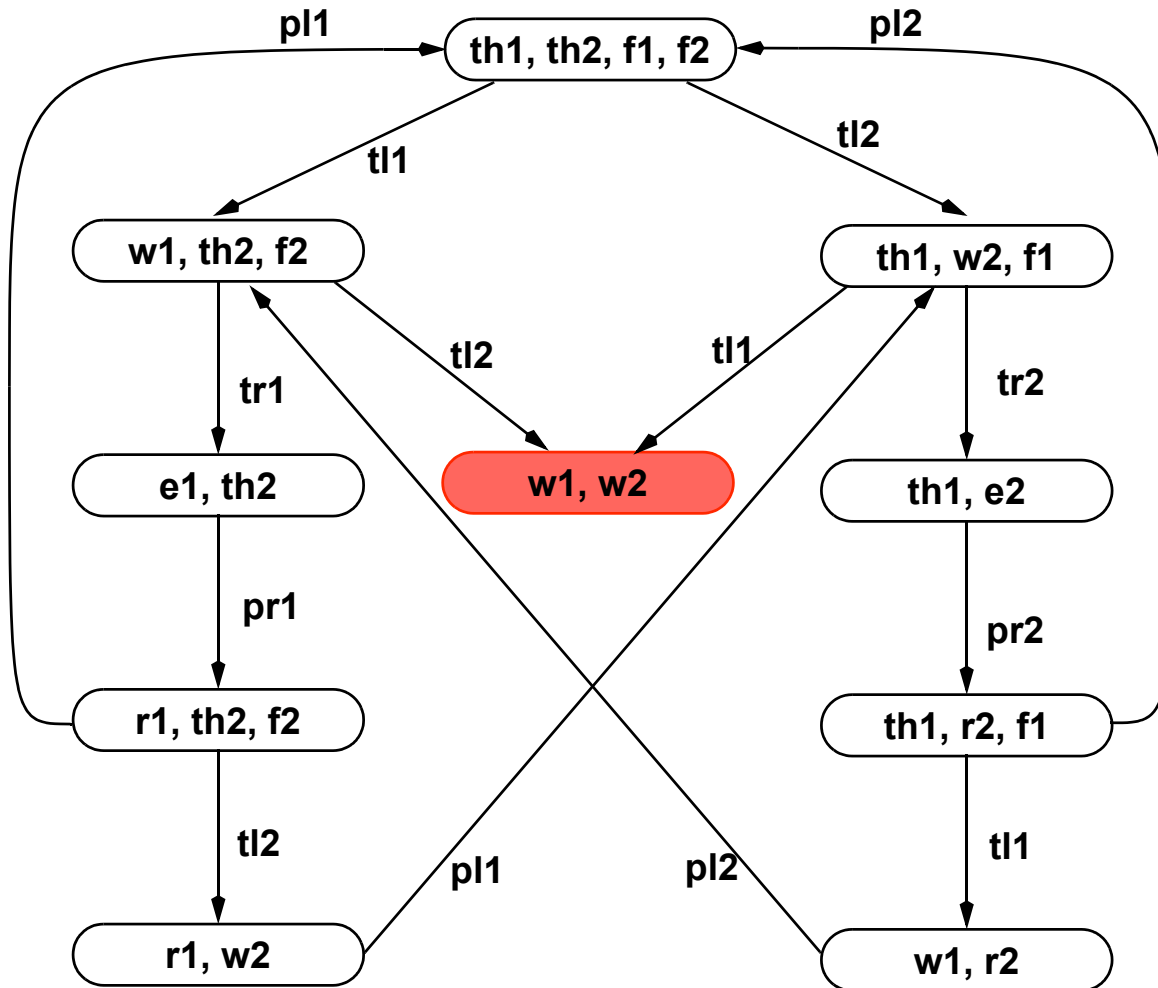 pl1
th1, th2, f1, f2
pl2
tl1
tl2
w1, th2, f2
th1, w2, f1
tl2
tl1
tr1
tr2
e1, th2
w1, w2
th1, e2
pr1
pr2
r1, th2, f2
th1, r2, f1
tl2
pl1
pl2
tl1
r1, w2
w1, r2